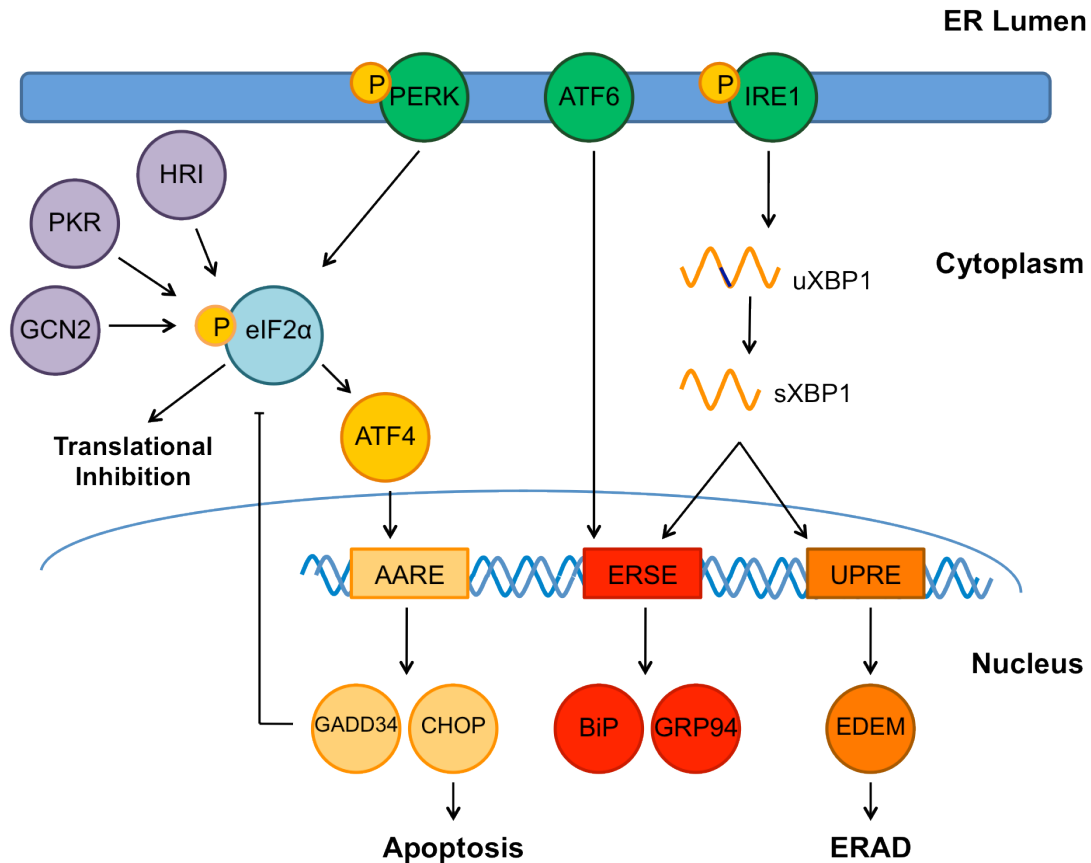 ER Lumen
P
PERK
ATF6
P
IRE1
HRI
PKR
GCN2
P
eIF2α
Cytoplasm
uXBP1
sXBP1
Translational
Inhibition
ATF4
AARE
ERSE
UPRE
Nucleus
GADD34
CHOP
BiP
GRP94
EDEM
Apoptosis
ERAD